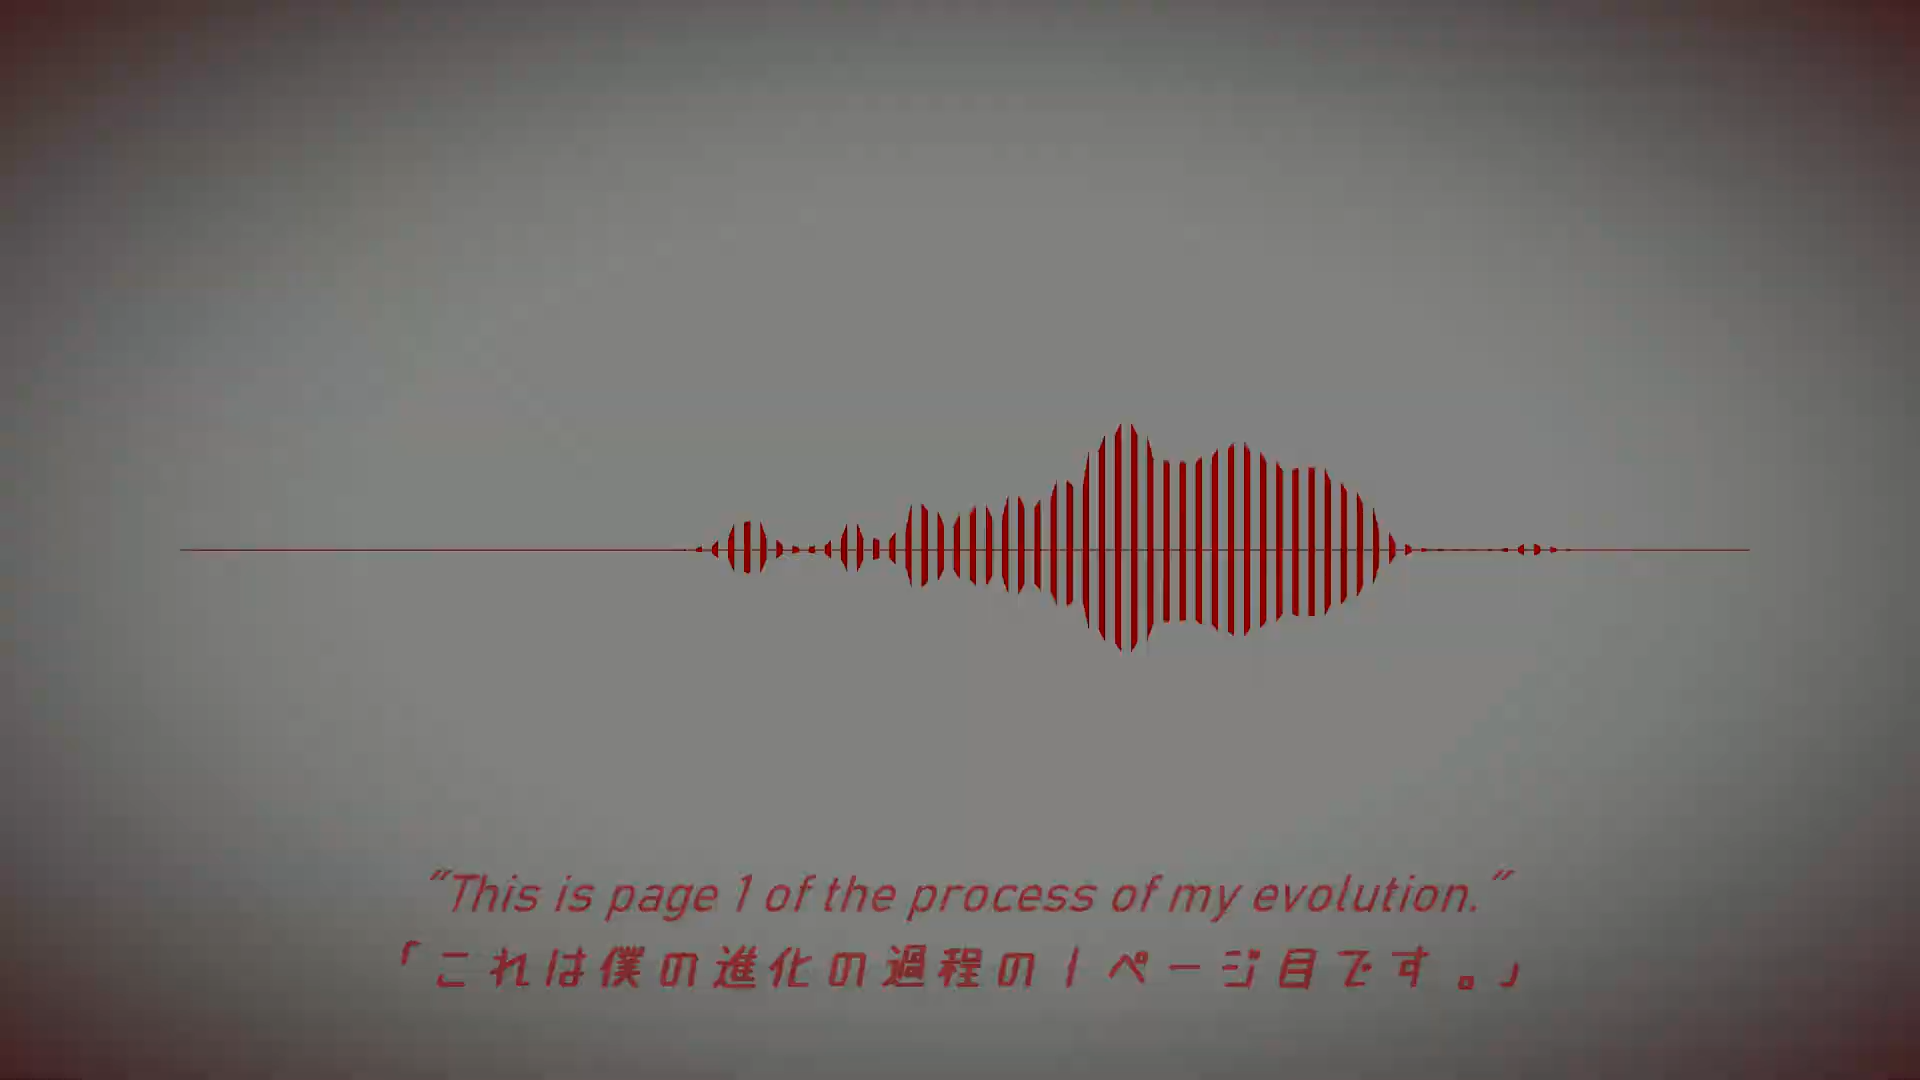 "This is page 1 of the process of my evolution."
「これは僕の進化の過程の1ページ目です。」